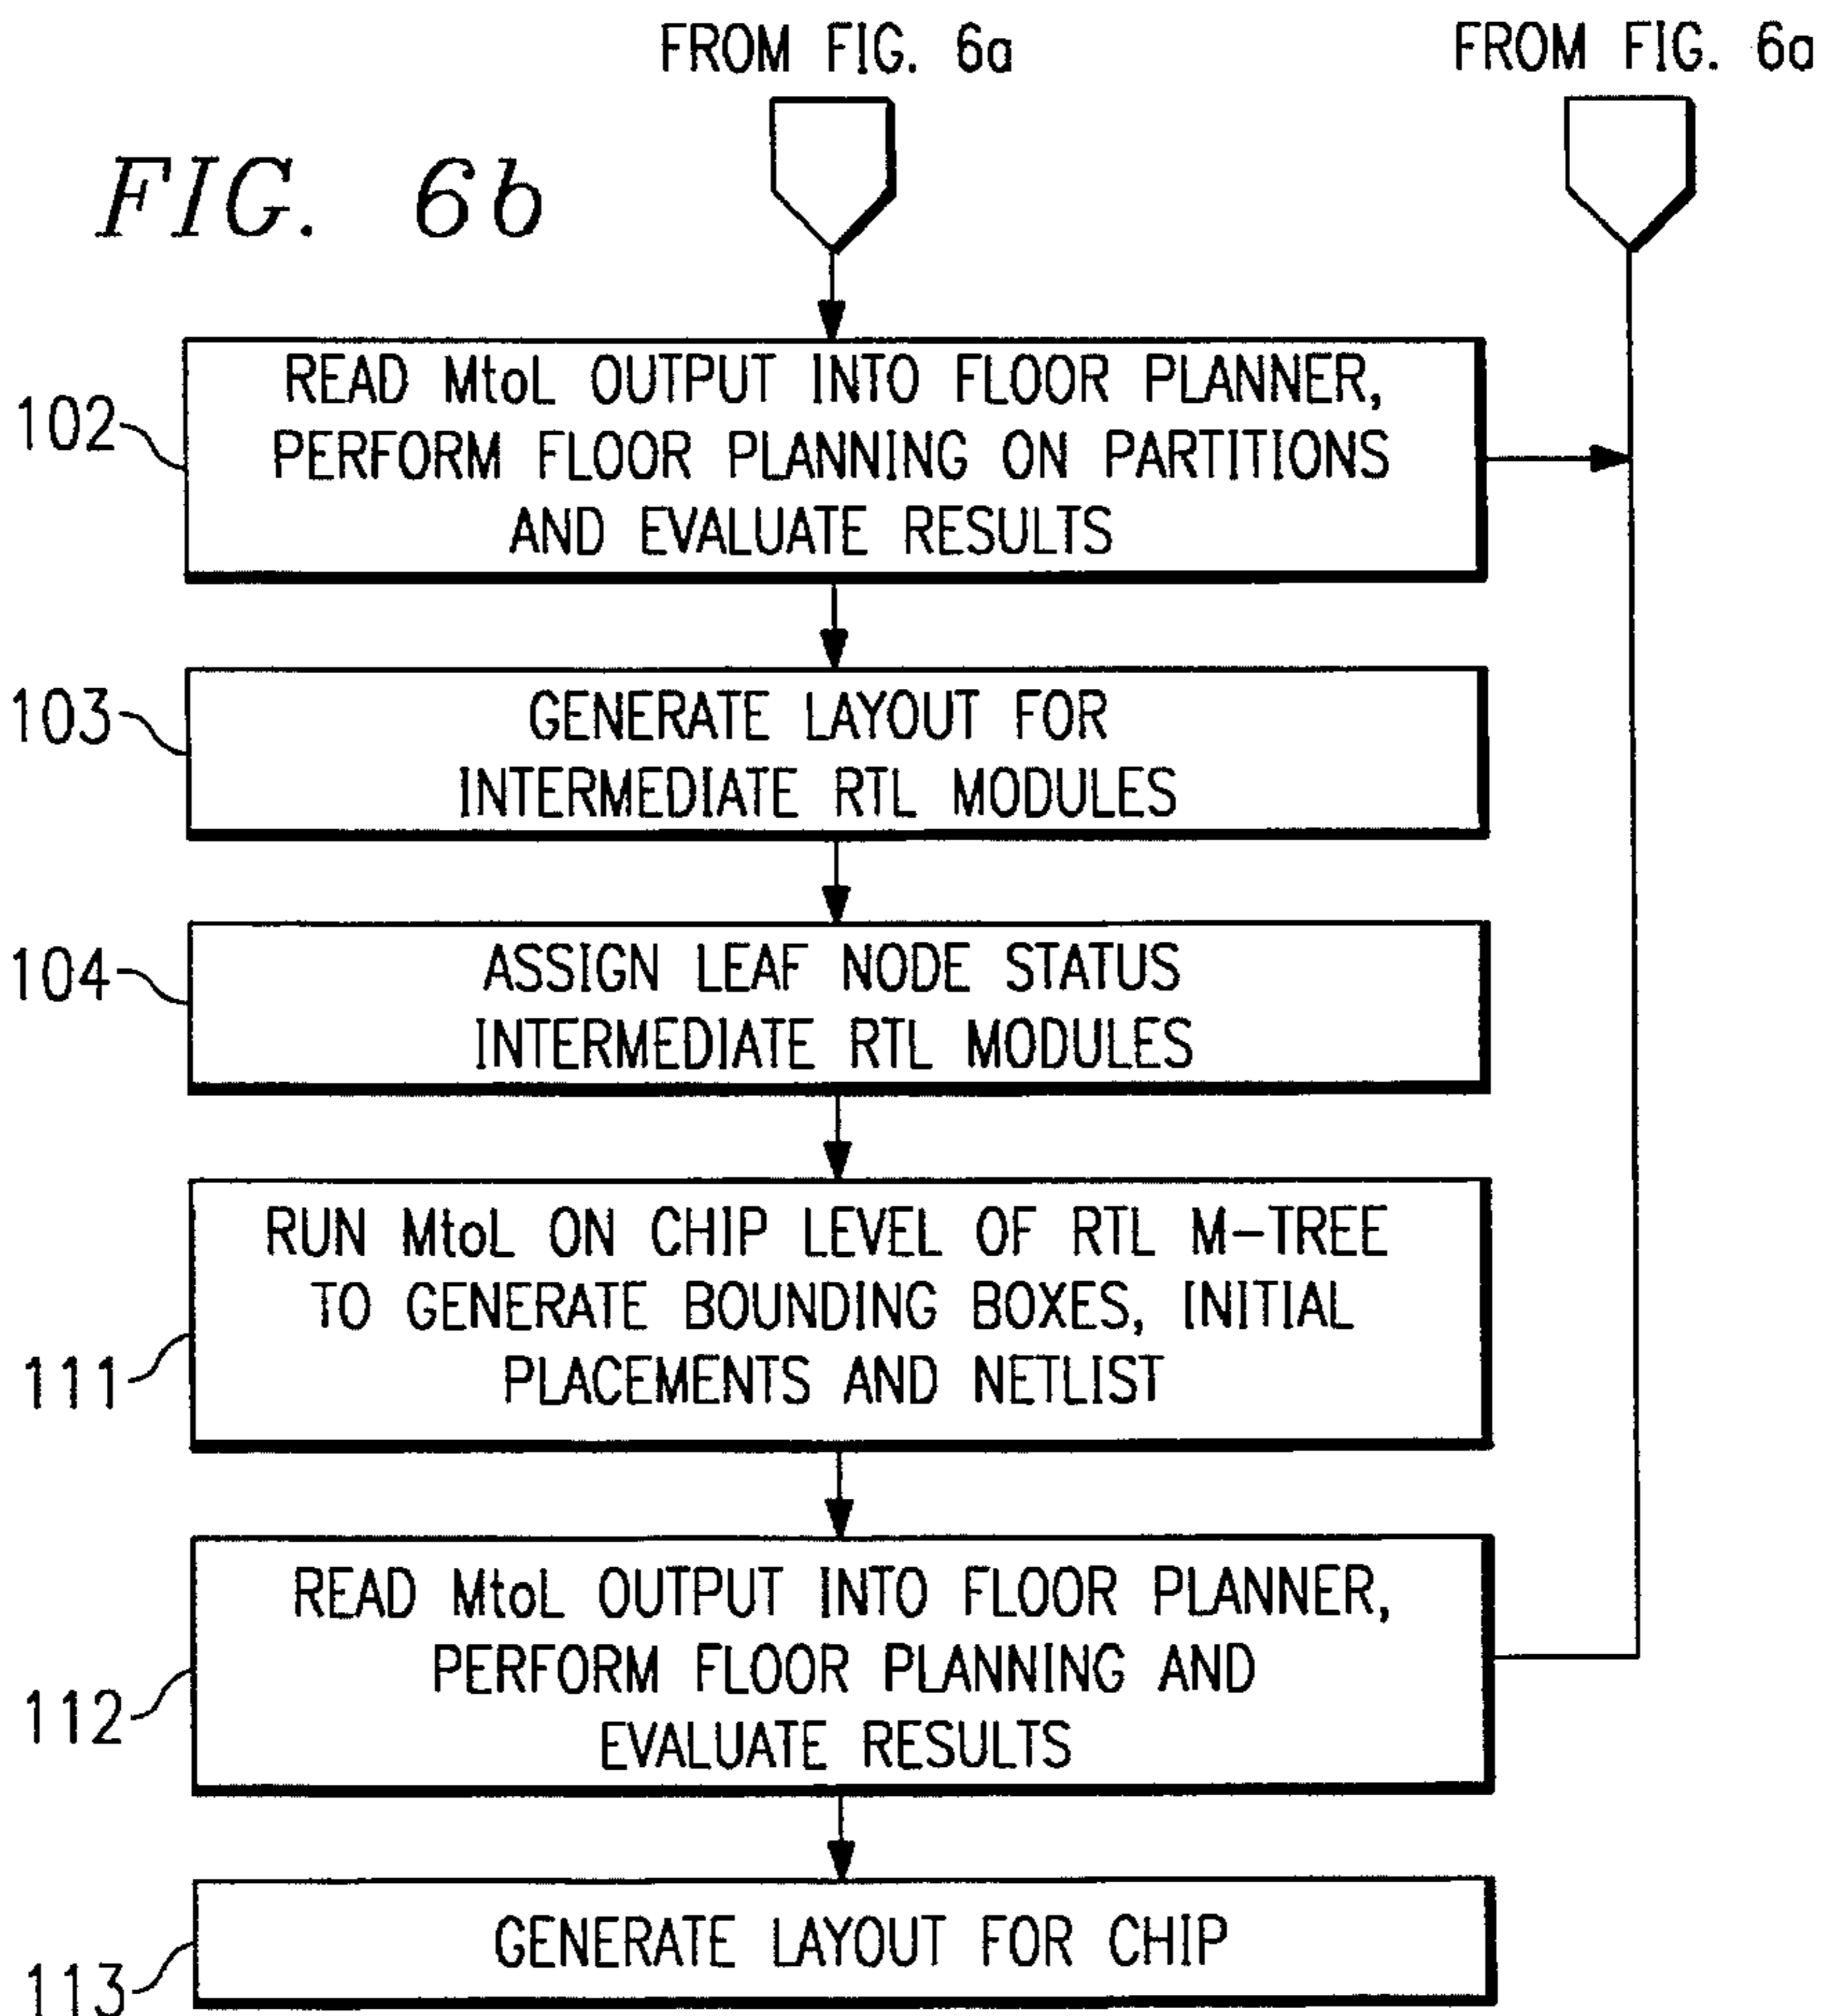 FROM FIG. 6a
FROM FIG. 6a
FIG. 6b
102
READ MtoL OUTPUT INTO FLOOR PLANNER,
PERFORM FLOOR PLANNING ON PARTITIONS
AND EVALUATE RESULTS
103
GENERATE LAYOUT FOR
INTERMEDIATE RTL MODULES
104
ASSIGN LEAF NODE STATUS
INTERMEDIATE RTL MODULES
111
RUN MtoL ON CHIP LEVEL OF RTL M-TREE
TO GENERATE BOUNDING BOXES, INITIAL
PLACEMENTS AND NETLIST
112
READ MtoL OUTPUT INTO FLOOR PLANNER,
PERFORM FLOOR PLANNING AND
EVALUATE RESULTS
113
GENERATE LAYOUT FOR CHIP